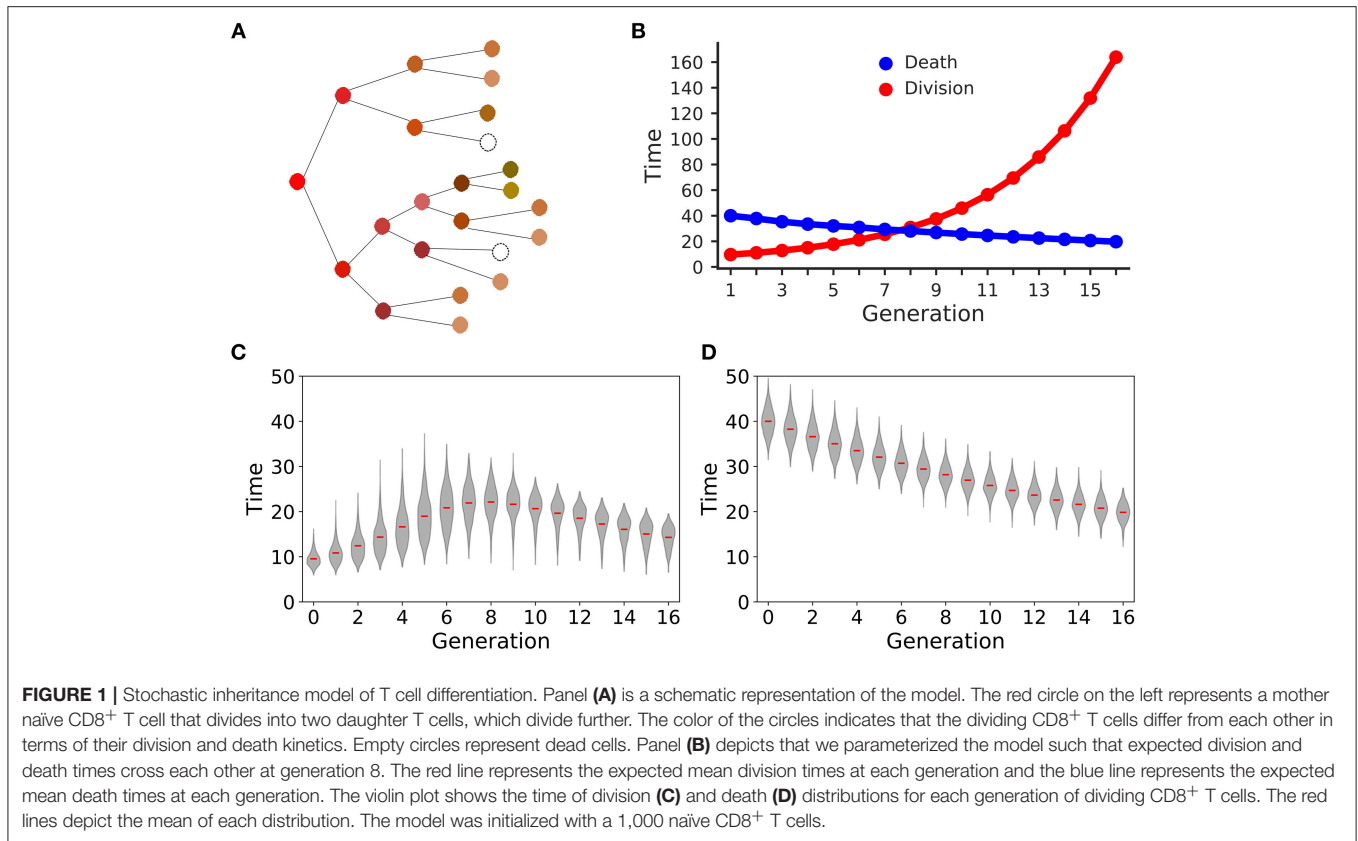 A
B
Death
Division
160
140
120
100
80
60
40
20
0
Time
1 3 5 7 9 11 13 15
Generation
C
D
50
40
30
20
10
0
Time
0 2 4 6 8 10 12 14 16
Generation
50
40
30
20
10
0
Time
0 2 4 6 8 10 12 14 16
Generation
FIGURE 1 | Stochastic inheritance model of T cell differentiation. Panel (A) is a schematic representation of the model. The red circle on the left represents a mother
naïve CD8+ T cell that divides into two daughter T cells, which divide further. The color of the circles indicates that the dividing CD8+ T cells differ from each other in
terms of their division and death kinetics. Empty circles represent dead cells. Panel (B) depicts that we parameterized the model such that expected division and
death times cross each other at generation 8. The red line represents the expected mean division times at each generation and the blue line represents the expected
mean death times at each generation. The violin plot shows the time of division (C) and death (D) distributions for each generation of dividing CD8+ T cells. The red
lines depict the mean of each distribution. The model was initialized with a 1,000 naïve CD8+ T cells.